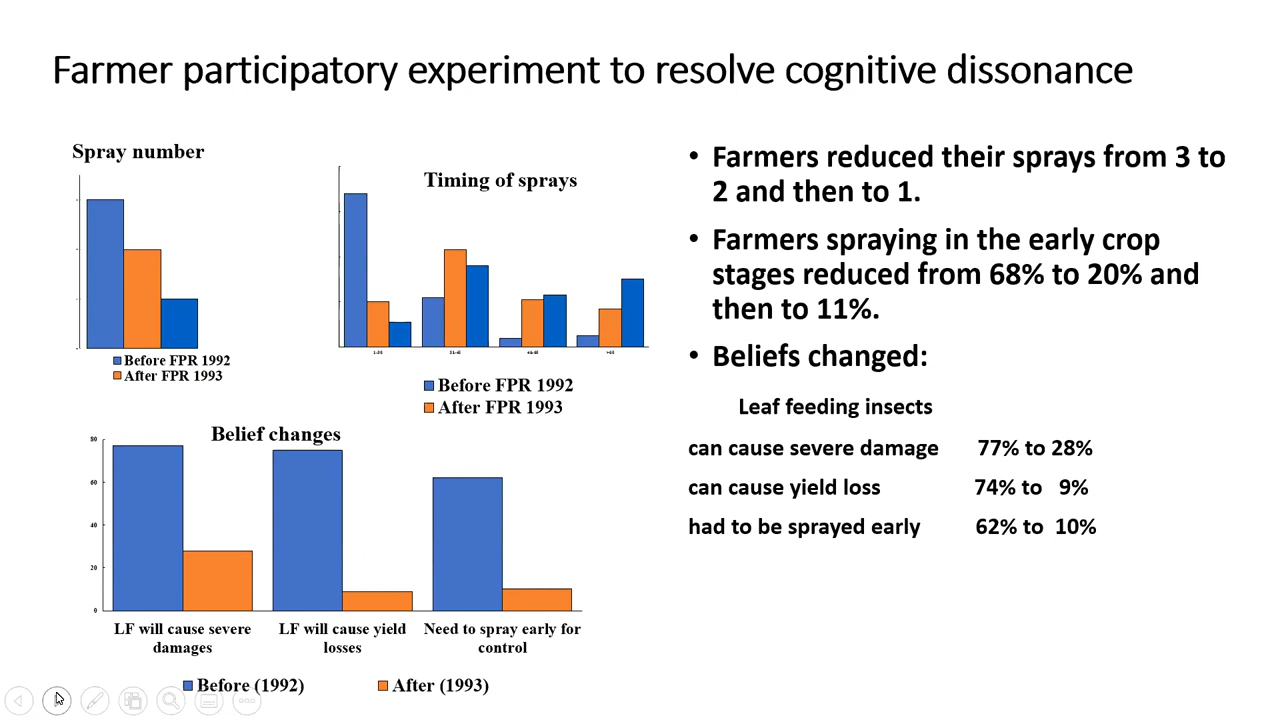 Farmer participatory experiment to resolve cognitive dissonance
Spray number
Before FPR 1992
After FPR 1993
Timing of sprays
Before FPR 1992
After FPR 1993
Belief changes
80
60
40
20
0
LF will cause severe
damages
LF will cause yield
losses
Need to spray early for
control
Before (1992)
After (1993)
• Farmers reduced their sprays from 3 to
2 and then to 1.
• Farmers spraying in the early crop
stages reduced from 68% to 20% and
then to 11%.
• Beliefs changed:
Leaf feeding insects
can cause severe damage 77% to 28%
can cause yield loss 74% to 9%
had to be sprayed early 62% to 10%